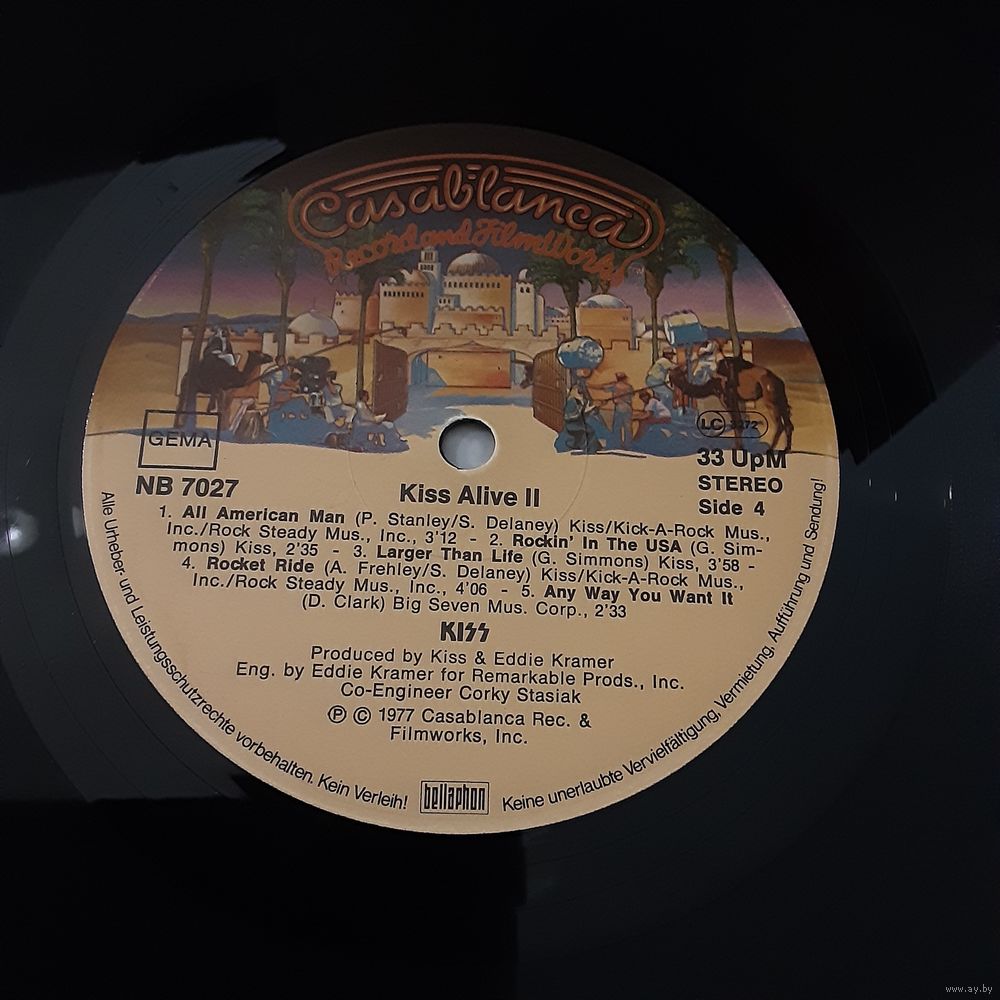 Casablanca
Record and FilmWorks
GEMA
LC
33 UpM
NB 7027
Kiss Alive II
STEREO
Side 4
1. All American Man (P. Stanley/S. Delaney) Kiss/Kick-A-Rock Mus.,
Inc./Rock Steady Mus., Inc., 3'12 - 2. Rockin' In The USA (G. Sim-
mons) Kiss, 2'35 - 3. Larger Than Life (G. Simmons) Kiss, 3'58 -
4. Rocket Ride (A. Frehley/S. Delaney) Kiss/Kick-A-Rock Mus.,
Inc./Rock Steady Mus., Inc., 4'06 - 5. Any Way You Want It
(D. Clark) Big Seven Mus. Corp., 2'33
KISS
Produced by Kiss & Eddie Kramer
Eng. by Eddie Kramer for Remarkable Prods., Inc.
Co-Engineer Corky Stasiak
℗ © 1977 Casablanca Rec. &
Filmworks, Inc.
Alle Urheber- und Leistungsschutzrechte vorbehalten. Kein Verleih!
bellaphon
Keine unerlaubte Vervielfältigung, Vermietung, Aufführung und Sendung!
www.ay.by